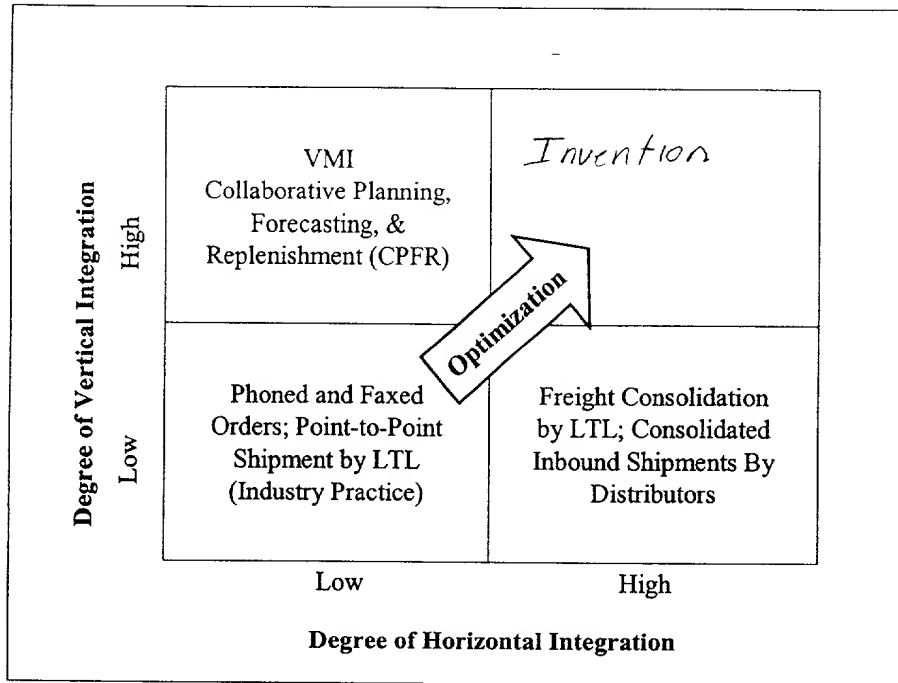 VMI
Collaborative Planning,
Forecasting, &
Replenishment (CPFR)
Invention
Optimization
Phoned and Faxed
Orders; Point-to-Point
Shipment by LTL
(Industry Practice)
Freight Consolidation
by LTL; Consolidated
Inbound Shipments By
Distributors
Degree of Vertical Integration
High
Low
Low
High
Degree of Horizontal Integration